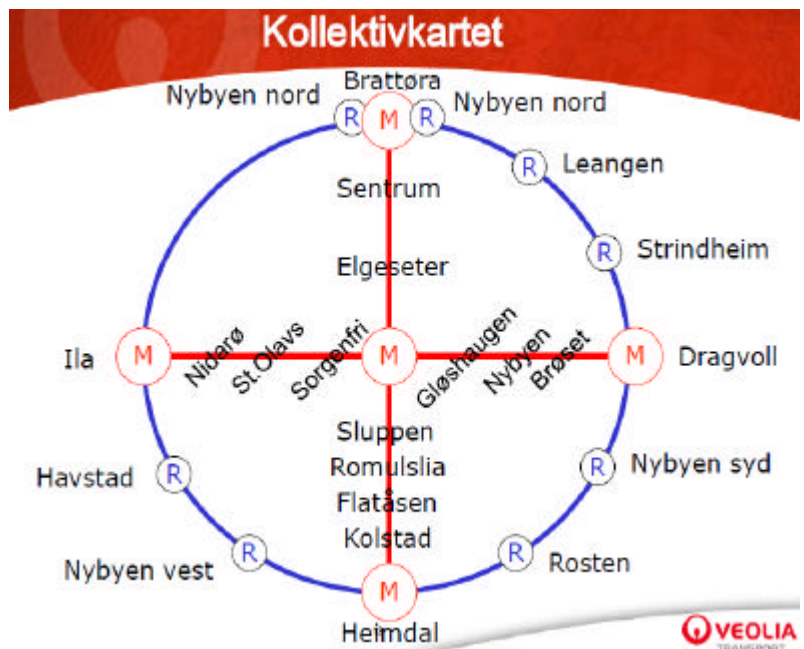 Kollektivkartet
Brattøra
Nybyen nord
R
M
R
Nybyen nord
R
Leangen
Sentrum
R
Strindheim
Elgeseter
Ila
M
Nidarø
St.Olavs
Sorgenfri
M
Gløshaugen
Nybyen
Brøset
M
Dragvoll
Sluppen
Romulslia
Flatåsen
Kolstad
Havstad
R
R
Nybyen syd
Nybyen vest
R
R
Rosten
M
Heimdal
VEOLIA
TRANSPORT